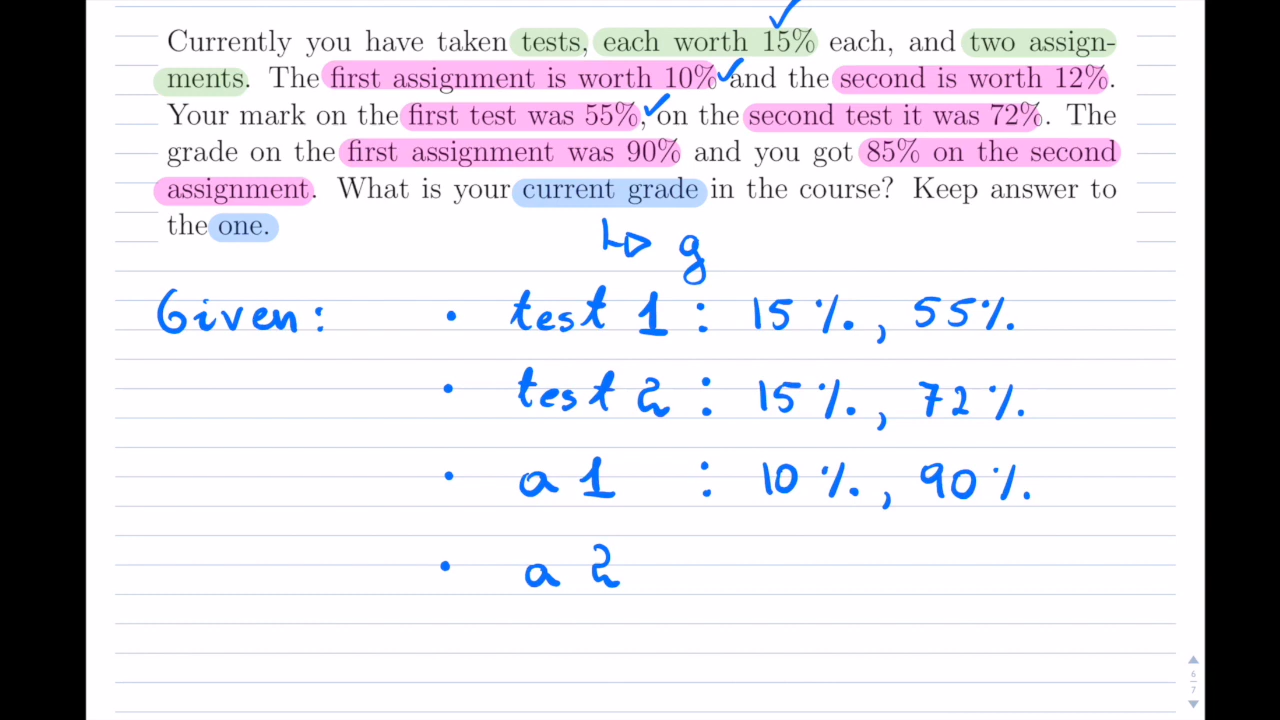 Currently you have taken tests, each worth 15% each, and two assign-
ments. The first assignment is worth 10% and the second is worth 12%.
Your mark on the first test was 55%, on the second test it was 72%. The
grade on the first assignment was 90% and you got 85% on the second
assignment. What is your current grade in the course? Keep answer to
the one.
g
Given: • test 1 : 15%, 55%
• test 2 : 15%, 72%
• a 1 : 10%, 90%
• a 2
6
7